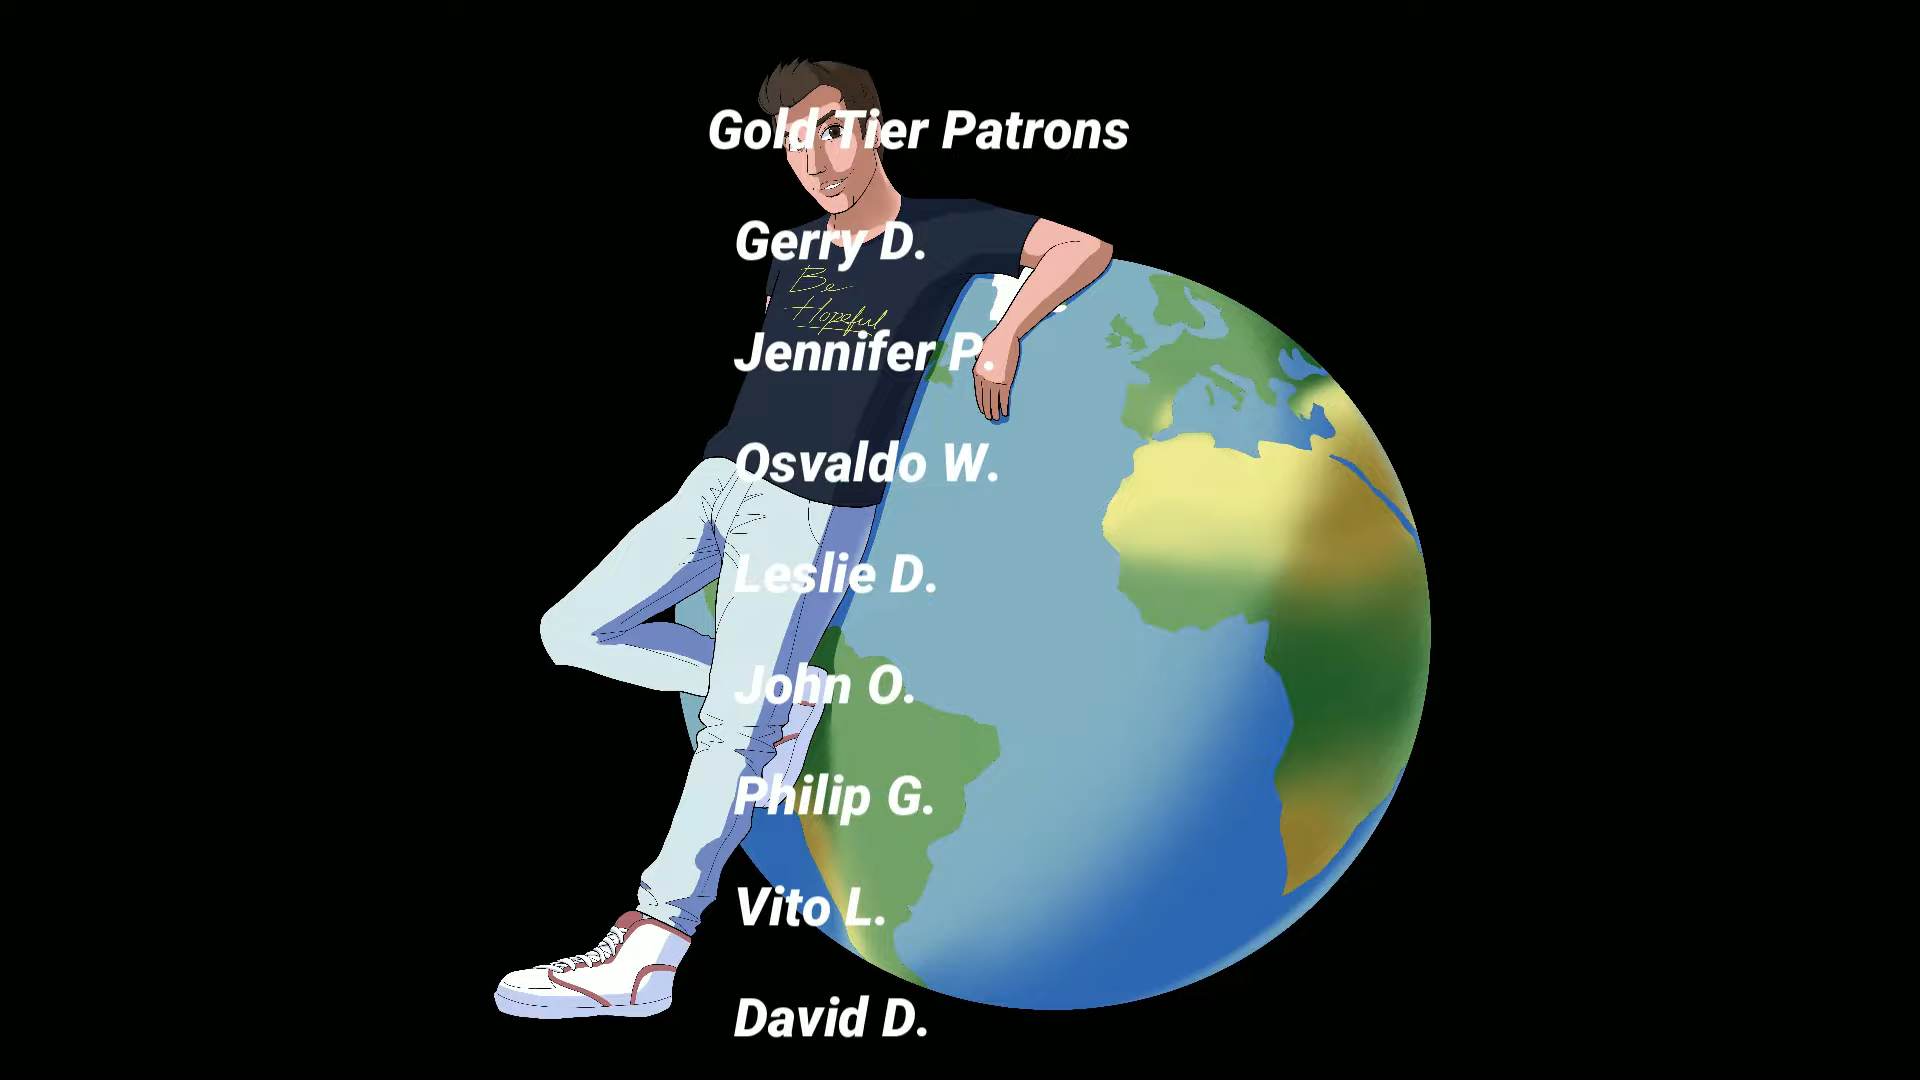 Gold Tier Patrons
Gerry D.
Be
Hopeful
Jennifer P.
Osvaldo W.
Leslie D.
John O.
Philip G.
Vito L.
David D.